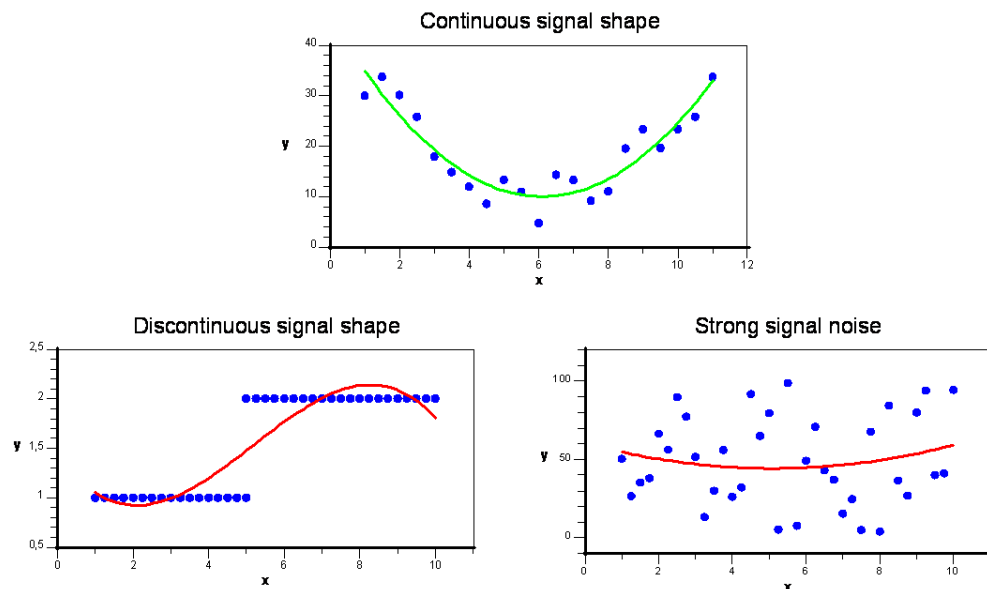 Continuous signal shape
40
30
20
10
0
y
0 2 4 6 8 10 12
x
Discontinuous signal shape
2,5
2
1,5
1
0,5
y
0 2 4 6 8 10
x
Strong signal noise
100
50
0
y
0 2 4 6 8 10
x